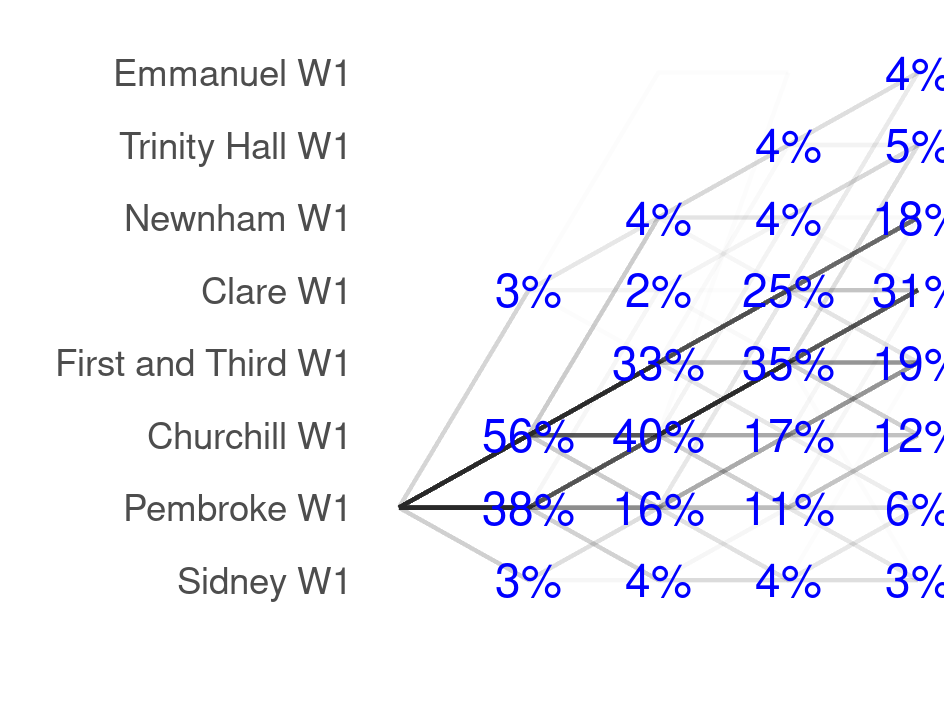 Emmanuel W1 4%
Trinity Hall W1 4% 5%
Newnham W1 4% 4% 18%
Clare W1 3% 2% 25% 31%
First and Third W1 33% 35% 19%
Churchill W1 56% 40% 17% 12%
Pembroke W1 38% 16% 11% 6%
Sidney W1 3% 4% 4% 3%